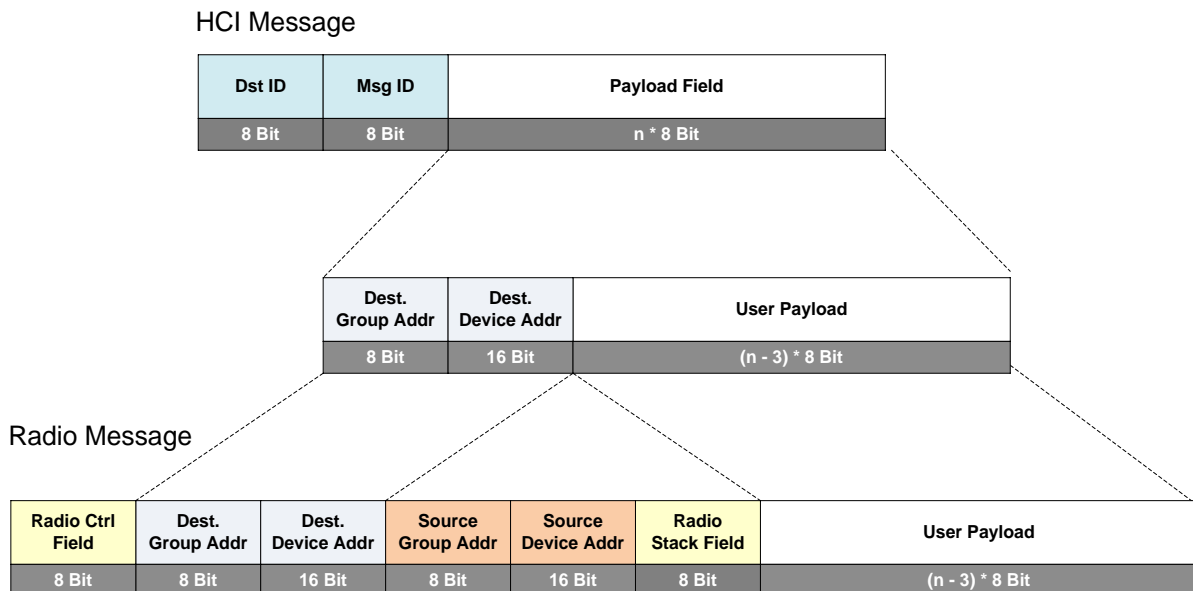 HCI Message
Dst ID Msg ID Payload Field
8 Bit 8 Bit n * 8 Bit
Dest. Group Addr Dest. Device Addr User Payload
8 Bit 16 Bit (n - 3) * 8 Bit
Radio Message
Radio Ctrl Field Dest. Group Addr Dest. Device Addr Source Group Addr Source Device Addr Radio Stack Field User Payload
8 Bit 8 Bit 16 Bit 8 Bit 16 Bit 8 Bit (n - 3) * 8 Bit